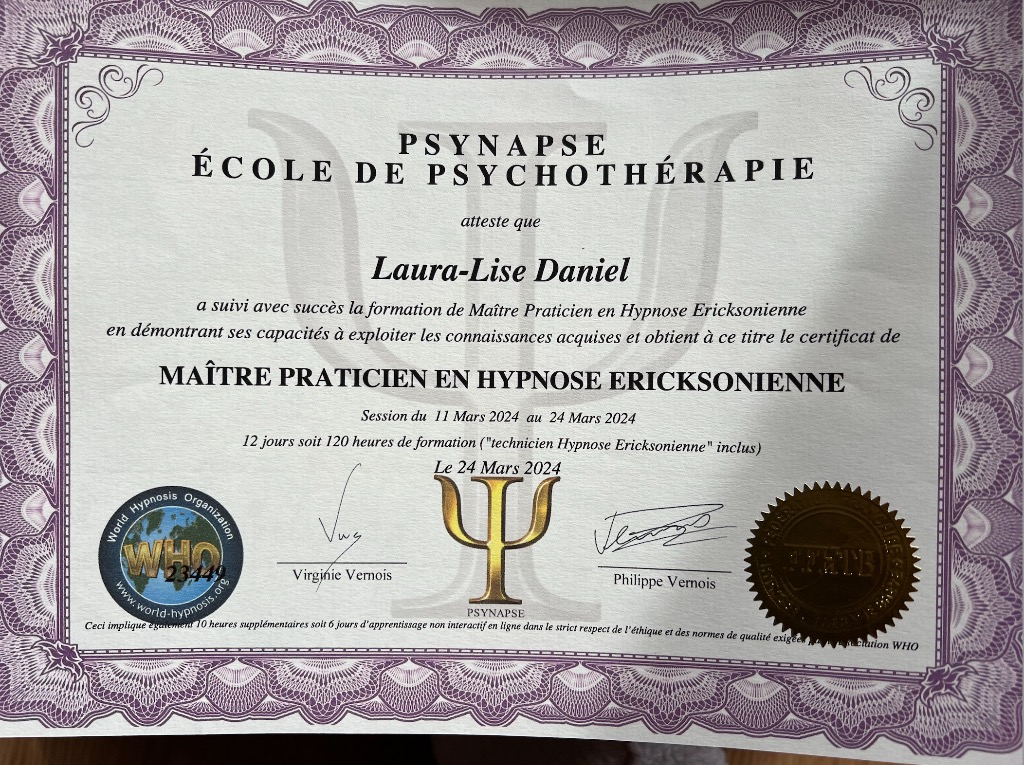 PSYNAPSE
ÉCOLE DE PSYCHOTHÉRAPIE
atteste que
Laura-Lise Daniel
a suivi avec succès la formation de Maître Praticien en Hypnose Ericksonienne
en démontrant ses capacités à exploiter les connaissances acquises et obtient à ce titre le certificat de
MAÎTRE PRATICIEN EN HYPNOSE ERICKSONIENNE
Session du 11 Mars 2024 au 24 Mars 2024
12 jours soit 120 heures de formation ("technicien Hypnose Ericksonienne" inclus)
Le 24 Mars 2024
World Hypnosis Organization
WHO
23449
www.world-hypnosis.org
Virginie Vernois
PSYNAPSE
Philippe Vernois
Ceci implique également 10 heures supplémentaires soit 6 jours d'apprentissage non interactif en ligne dans le strict respect de l'éthique et des normes de qualité exigées WHO